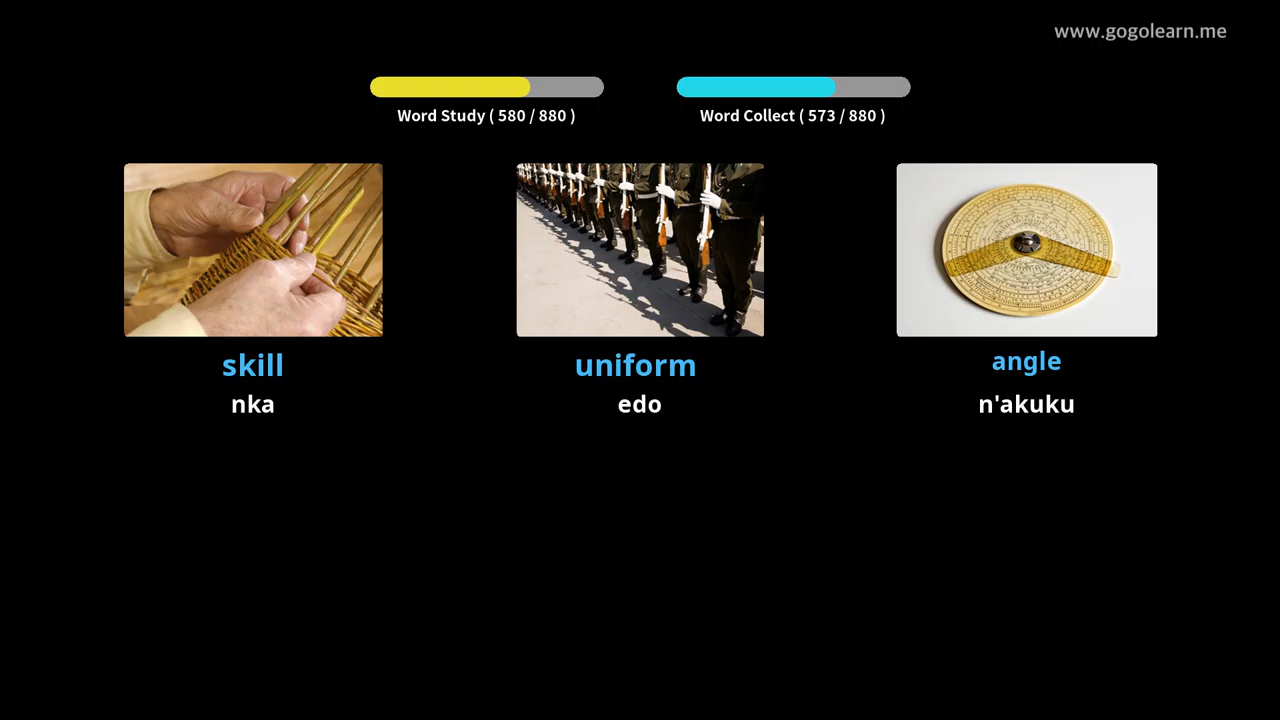 www.gogolearn.me
Word Study ( 580 / 880 )
Word Collect ( 573 / 880 )
skill
nka
uniform
edo
angle
n'akuku